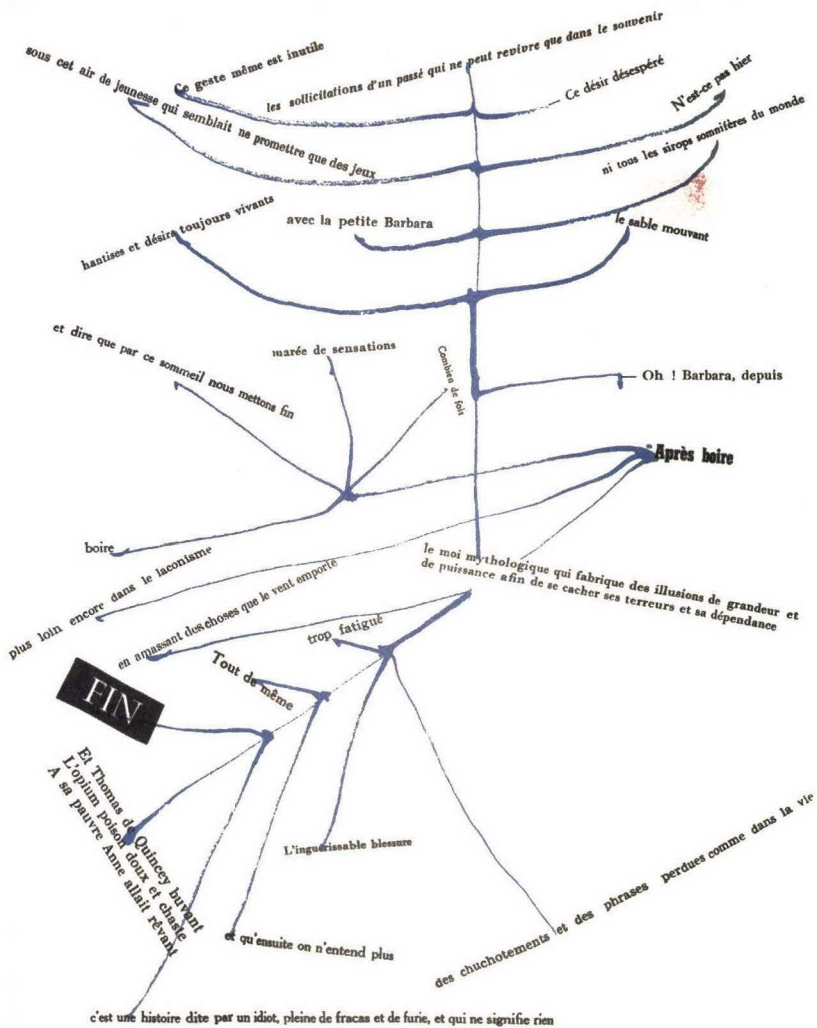 sous cet air de jeunesse qui semblait ne promettre que des jeux
Ce geste même est inutile
les sollicitations d'un passé qui ne peut revivre que dans le souvenir
Ce désir désespéré
N'est-ce pas hier
ni tous les sirops somnifères du monde
hantises et désirs toujours vivants
avec la petite Barbara
le sable mouvant
et dire que par ce sommeil nous mettons fin
marée de sensations
Combien de fois
Oh ! Barbara, depuis
Après boire
boire
plus loin encore dans le laconisme
le moi mythologique qui fabrique des illusions de grandeur et
de puissance afin de se cacher ses terreurs et sa dépendance
en amassant des choses que le vent emporte
trop fatigué
Tout de même
FIN
Et Thomas de Quincey buvant
L'opium poison doux et chaste
A sa pauvre Anne allait rêvant
L'inguérissable blessure
et qu'ensuite on n'entend plus
des chuchotements et des phrases perdues comme dans la vie
c'est une histoire dite par un idiot, pleine de fracas et de furie, et qui ne signifie rien